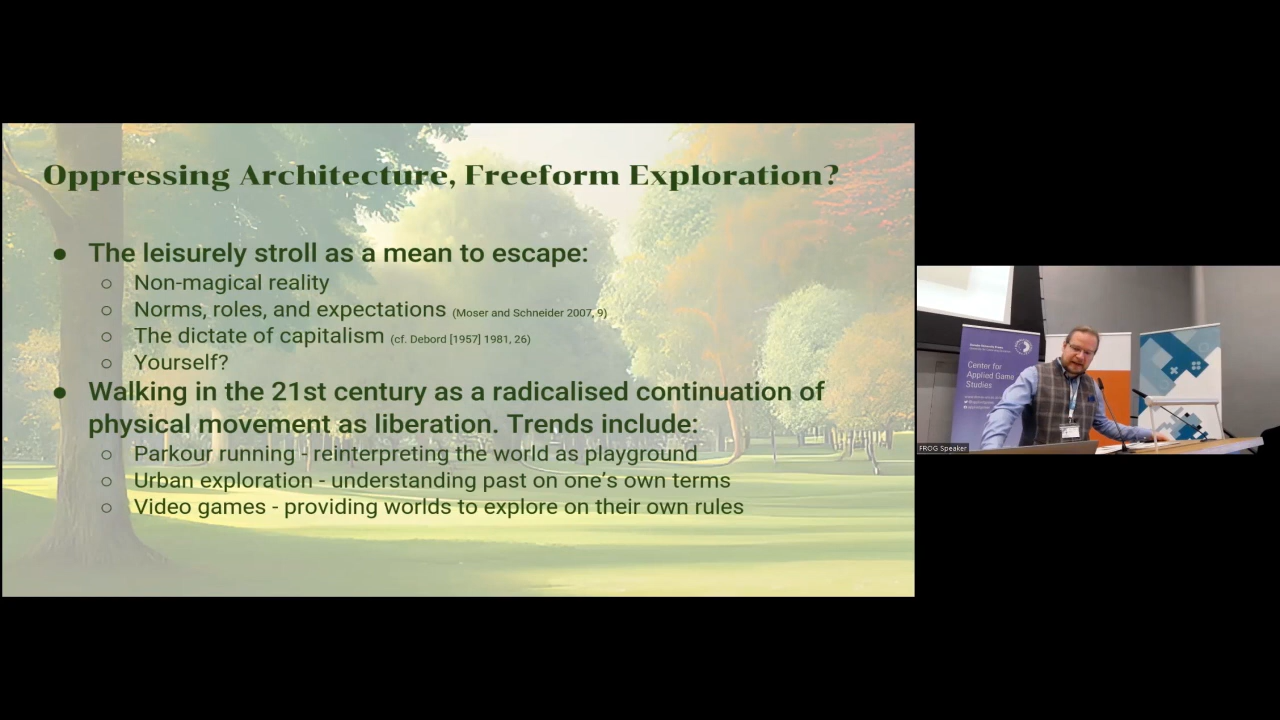 Oppressing Architecture, Freeform Exploration?
● The leisurely stroll as a mean to escape:
○ Non-magical reality
○ Norms, roles, and expectations (Moser and Schneider 2007, 9)
○ The dictate of capitalism (cf. Debord [1957] 1981, 26)
○ Yourself?
● Walking in the 21st century as a radicalised continuation of
physical movement as liberation. Trends include:
○ Parkour running - reinterpreting the world as playground
○ Urban exploration - understanding past on one's own terms
○ Video games - providing worlds to explore on their own rules
Center for
Applied Game
Studies
FROG Speaker